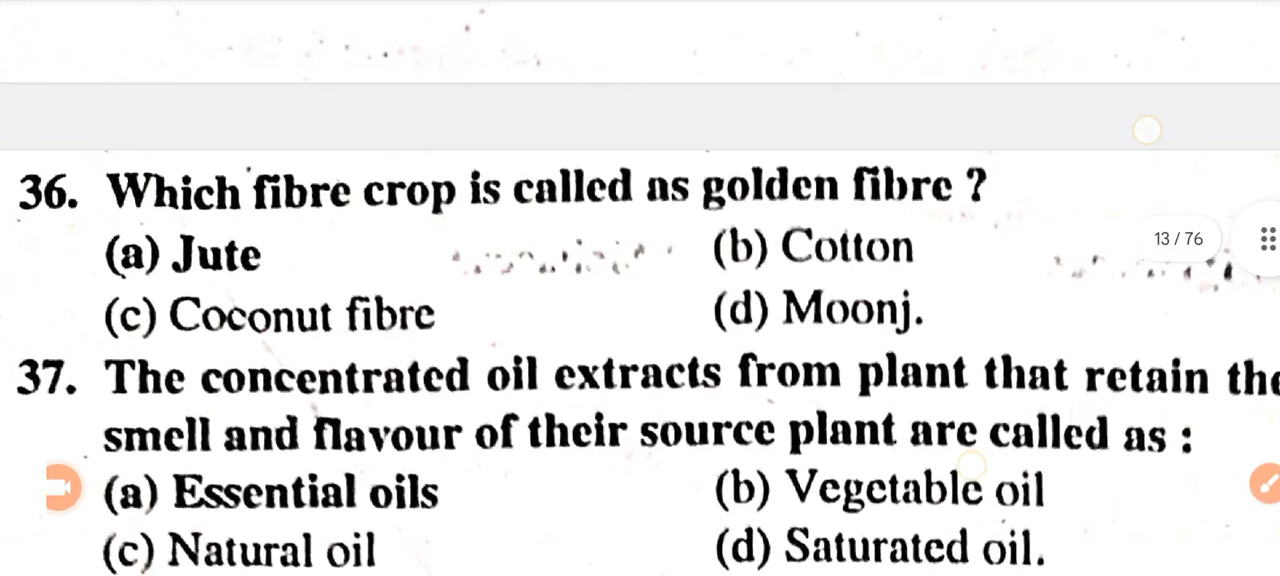 36. Which fibre crop is called as golden fibre ?
(a) Jute (b) Cotton
13 / 76
(c) Coconut fibre (d) Moonj.
37. The concentrated oil extracts from plant that retain the
smell and flavour of their source plant are called as :
(a) Essential oils (b) Vegetable oil
(c) Natural oil (d) Saturated oil.